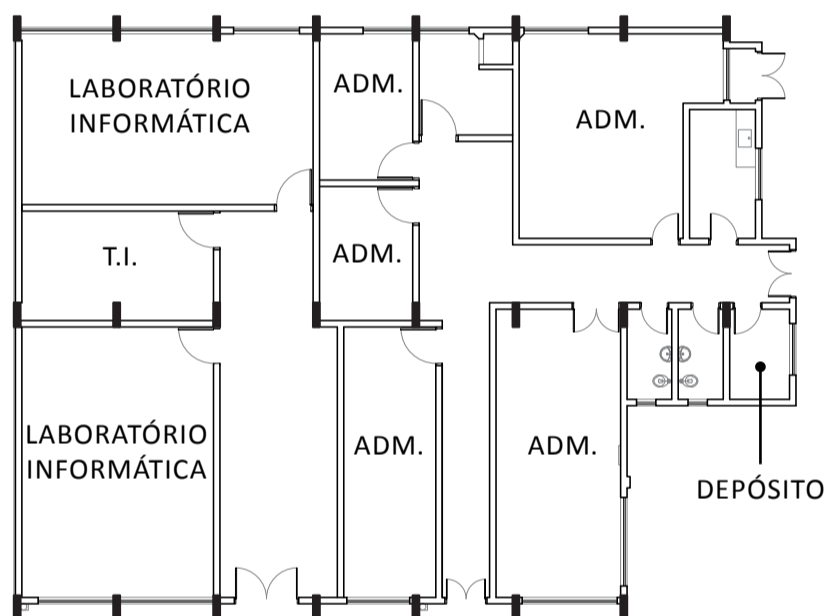 LABORATÓRIO
INFORMÁTICA
ADM.
ADM.
T.I.
ADM.
LABORATÓRIO
INFORMÁTICA
ADM.
ADM.
DEPÓSITO